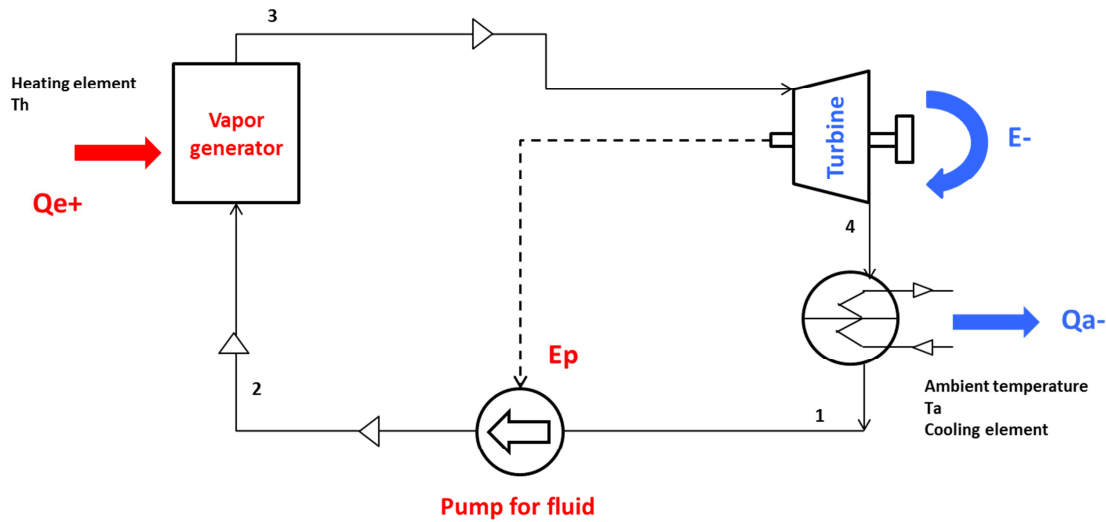 3
Heating element
Th
Vapor
generator
Qe+
Turbine
E-
4
Qa-
Ep
Ambient temperature
Ta
Cooling element
2
1
Pump for fluid